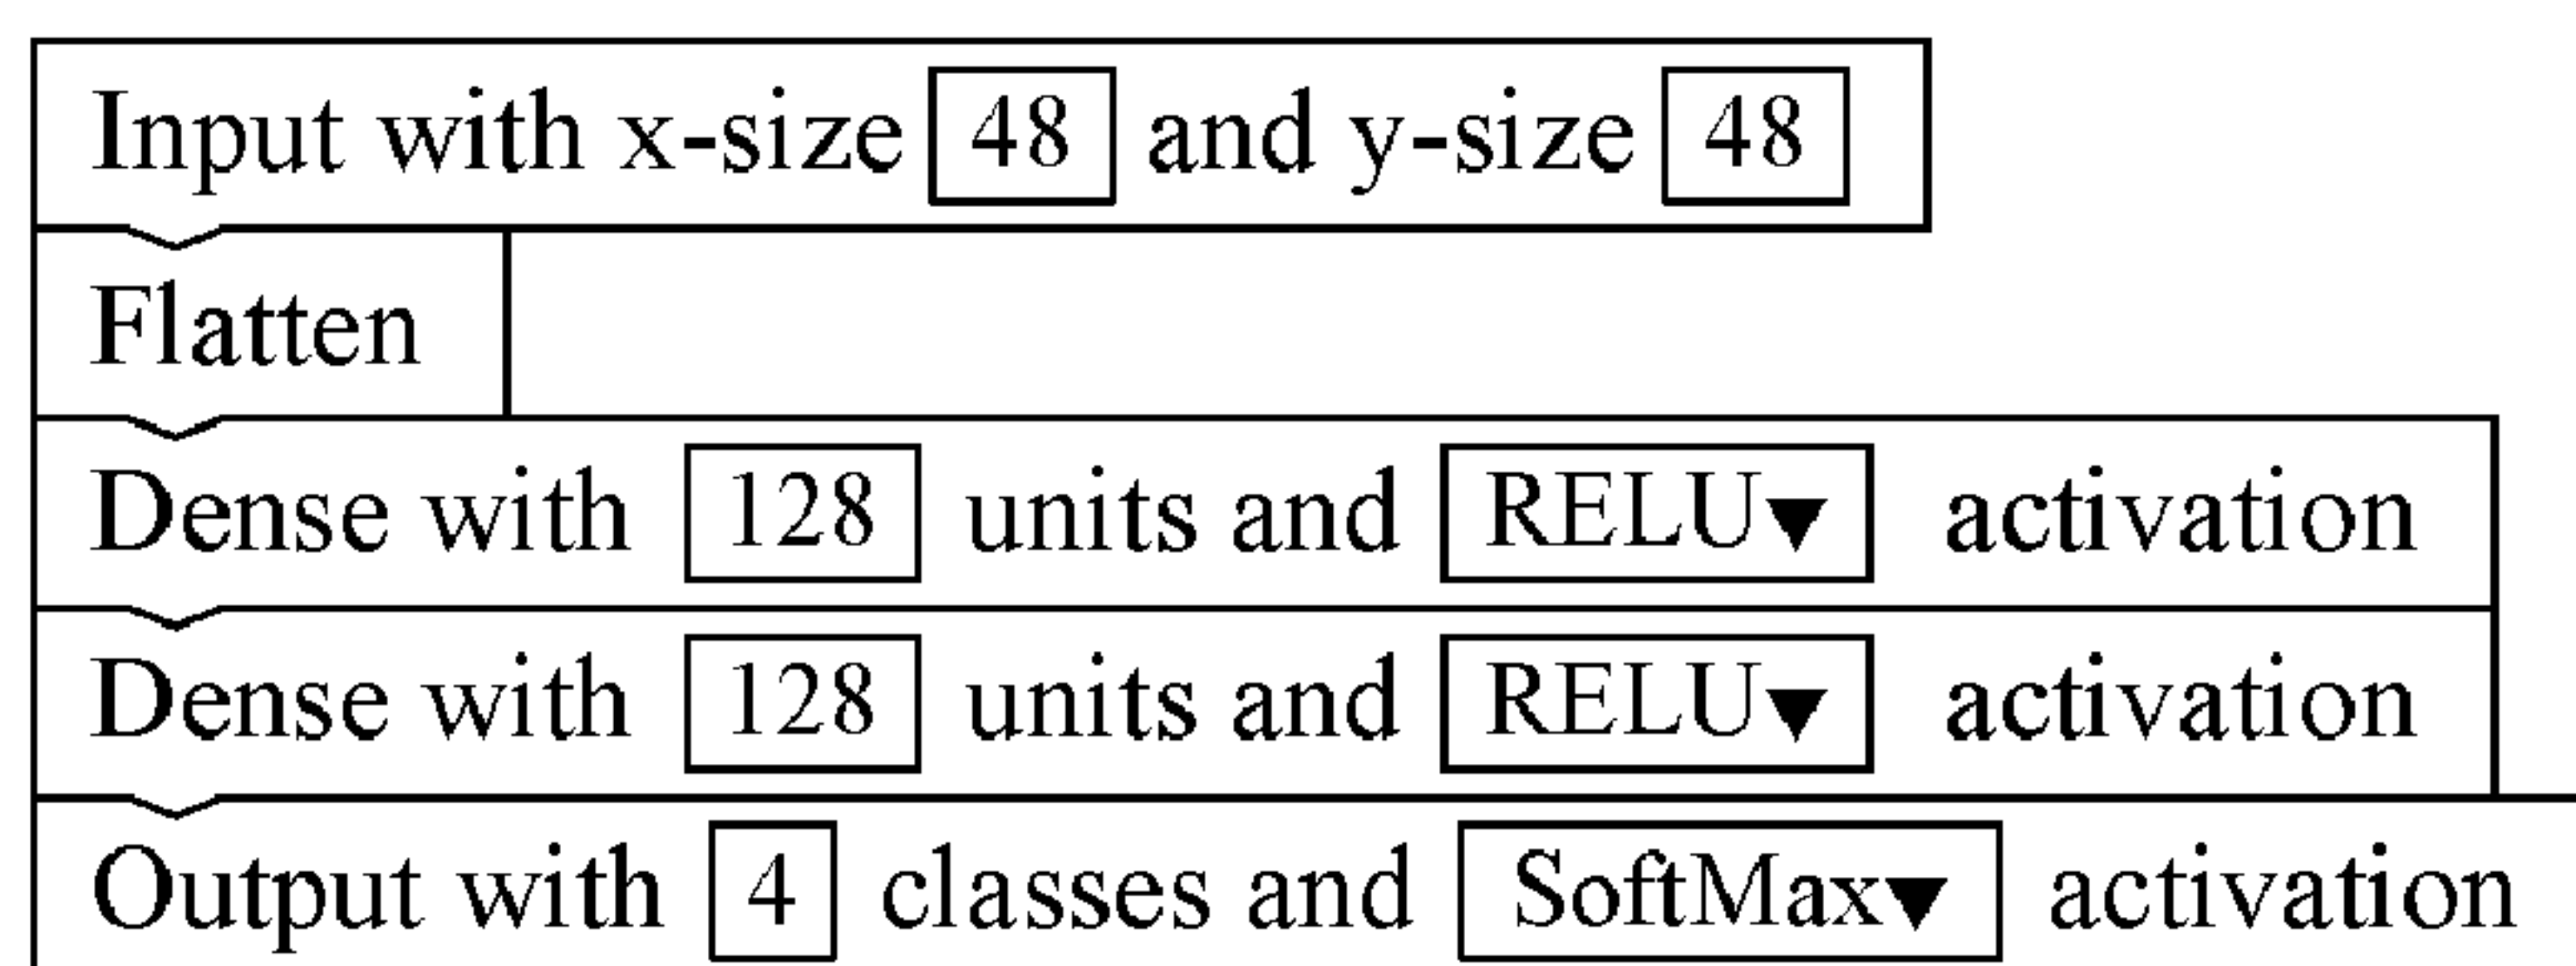 Input with x-size 48 and y-size 48
Flatten
Dense with 128 units and RELU▼ activation
Dense with 128 units and RELU▼ activation
Output with 4 classes and SoftMax▼ activation